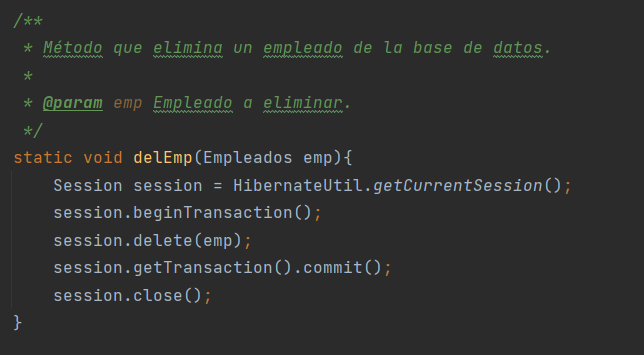 /**
 * Método que elimina un empleado de la base de datos.
 *
 * @param emp Empleado a eliminar.
 */
static void delEmp(Empleados emp){
    Session session = HibernateUtil.getCurrentSession();
    session.beginTransaction();
    session.delete(emp);
    session.getTransaction().commit();
    session.close();
}